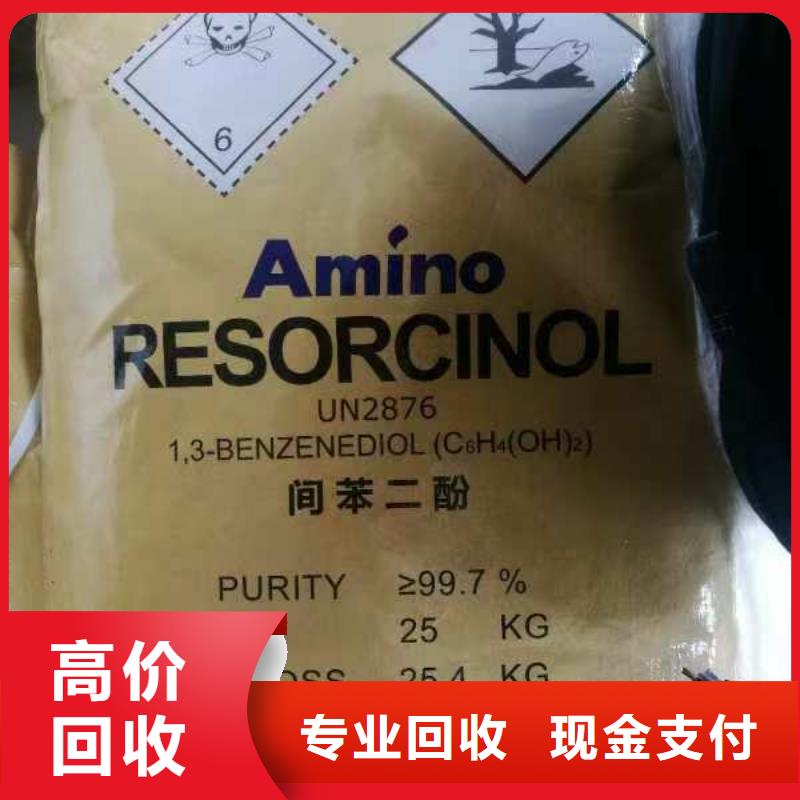 6
Amino
RESORCINOL
UN2876
1,3-BENZENEDIOL (C₆H₄(OH)₂)
间苯二酚
PURITY ≥99.7 %
25 KG
25.4 KG
高价
回收
专业回收 现金支付